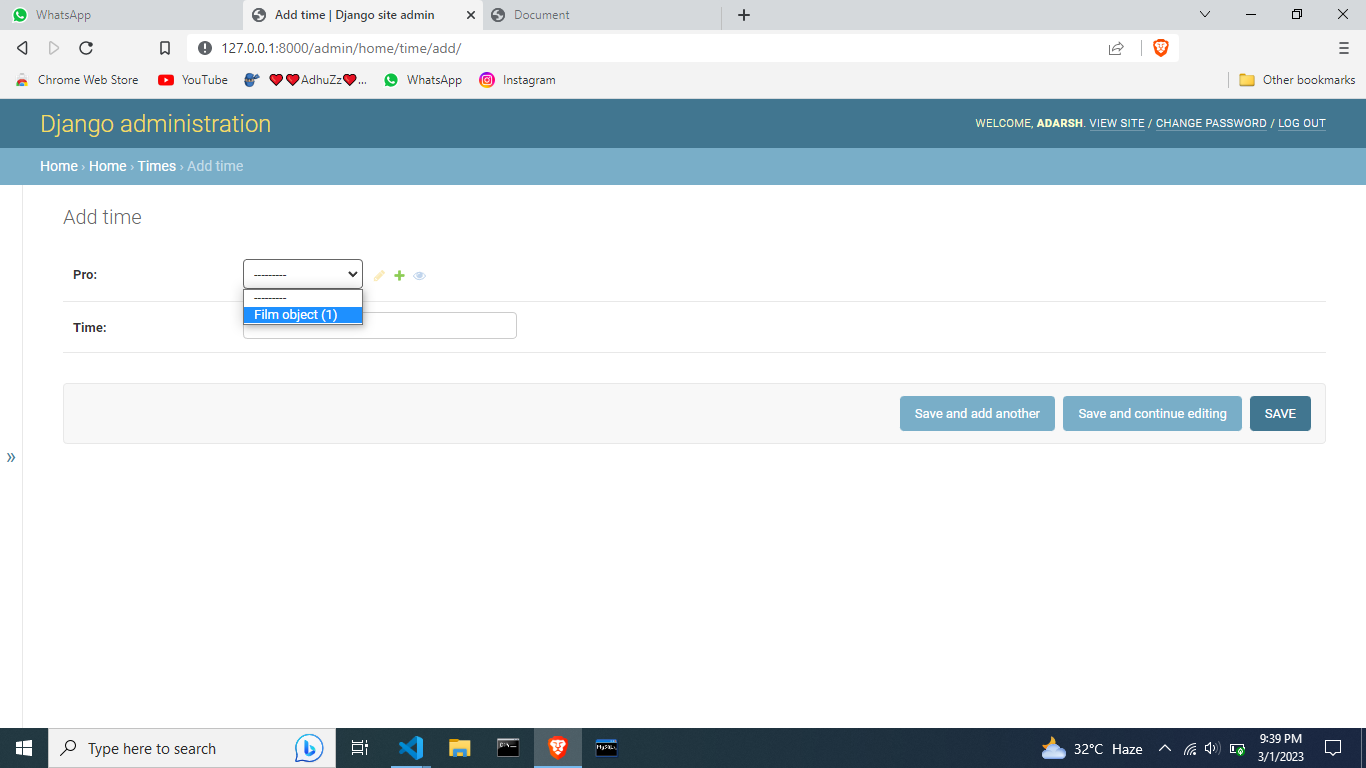 WhatsApp
Add time | Django site admin
Document
127.0.0.1:8000/admin/home/time/add/
Chrome Web Store
YouTube
❤❤AdhuZz❤...
WhatsApp
Instagram
Other bookmarks
Django administration
WELCOME, ADARSH. VIEW SITE / CHANGE PASSWORD / LOG OUT
Home › Home › Times › Add time
Add time
Pro:
---------
---------
Film object (1)
Time:
Save and add another
Save and continue editing
SAVE
»
Type here to search
32°C Haze
9:39 PM
3/1/2023